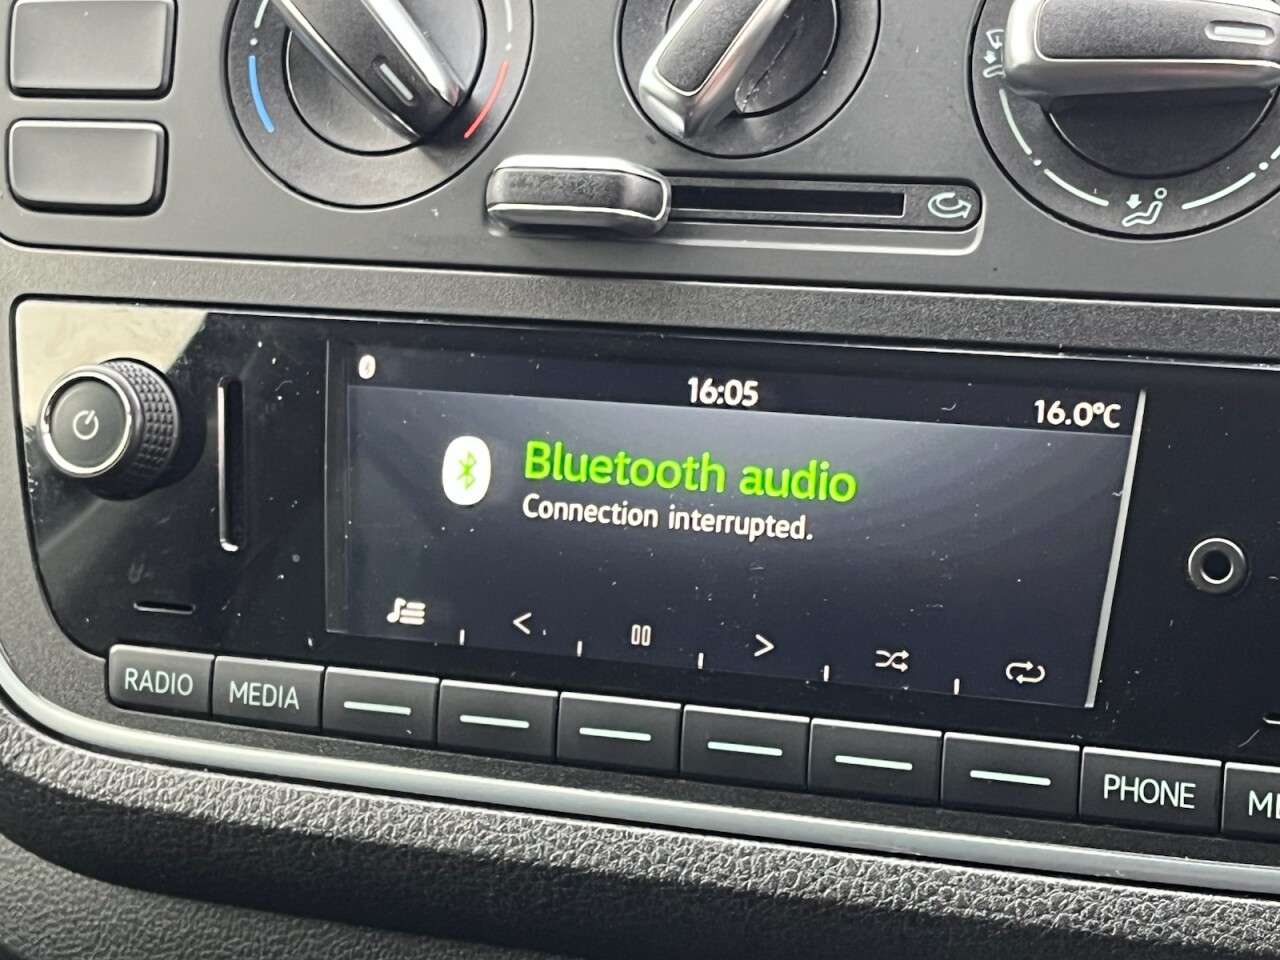 16:05
16.0°C
Bluetooth audio
Connection interrupted.
RADIO
MEDIA
PHONE